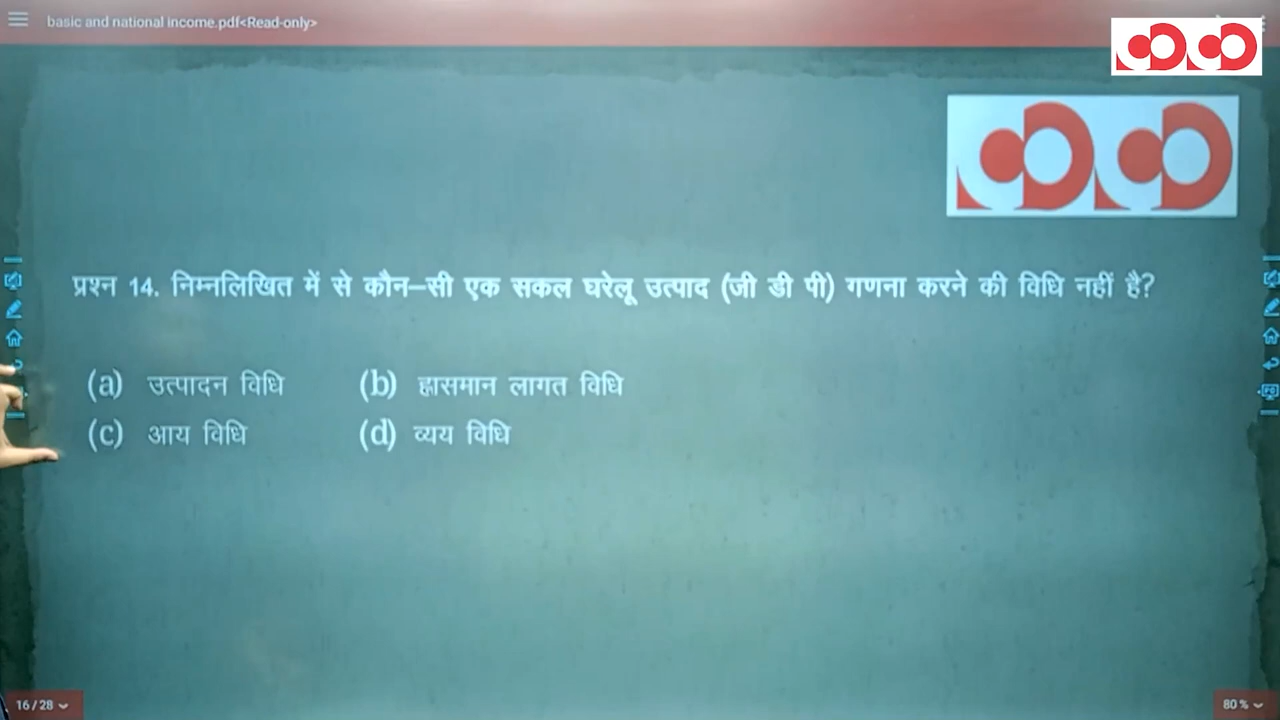 basic and national income.pdf<Read-only>
प्रश्न 14. निम्नलिखित में से कौन–सी एक सकल घरेलू उत्पाद (जी डी पी) गणना करने की विधि नहीं है?
(a) उत्पादन विधि (b) ह्रासमान लागत विधि
(c) आय विधि (d) व्यय विधि
16 / 28
80 %